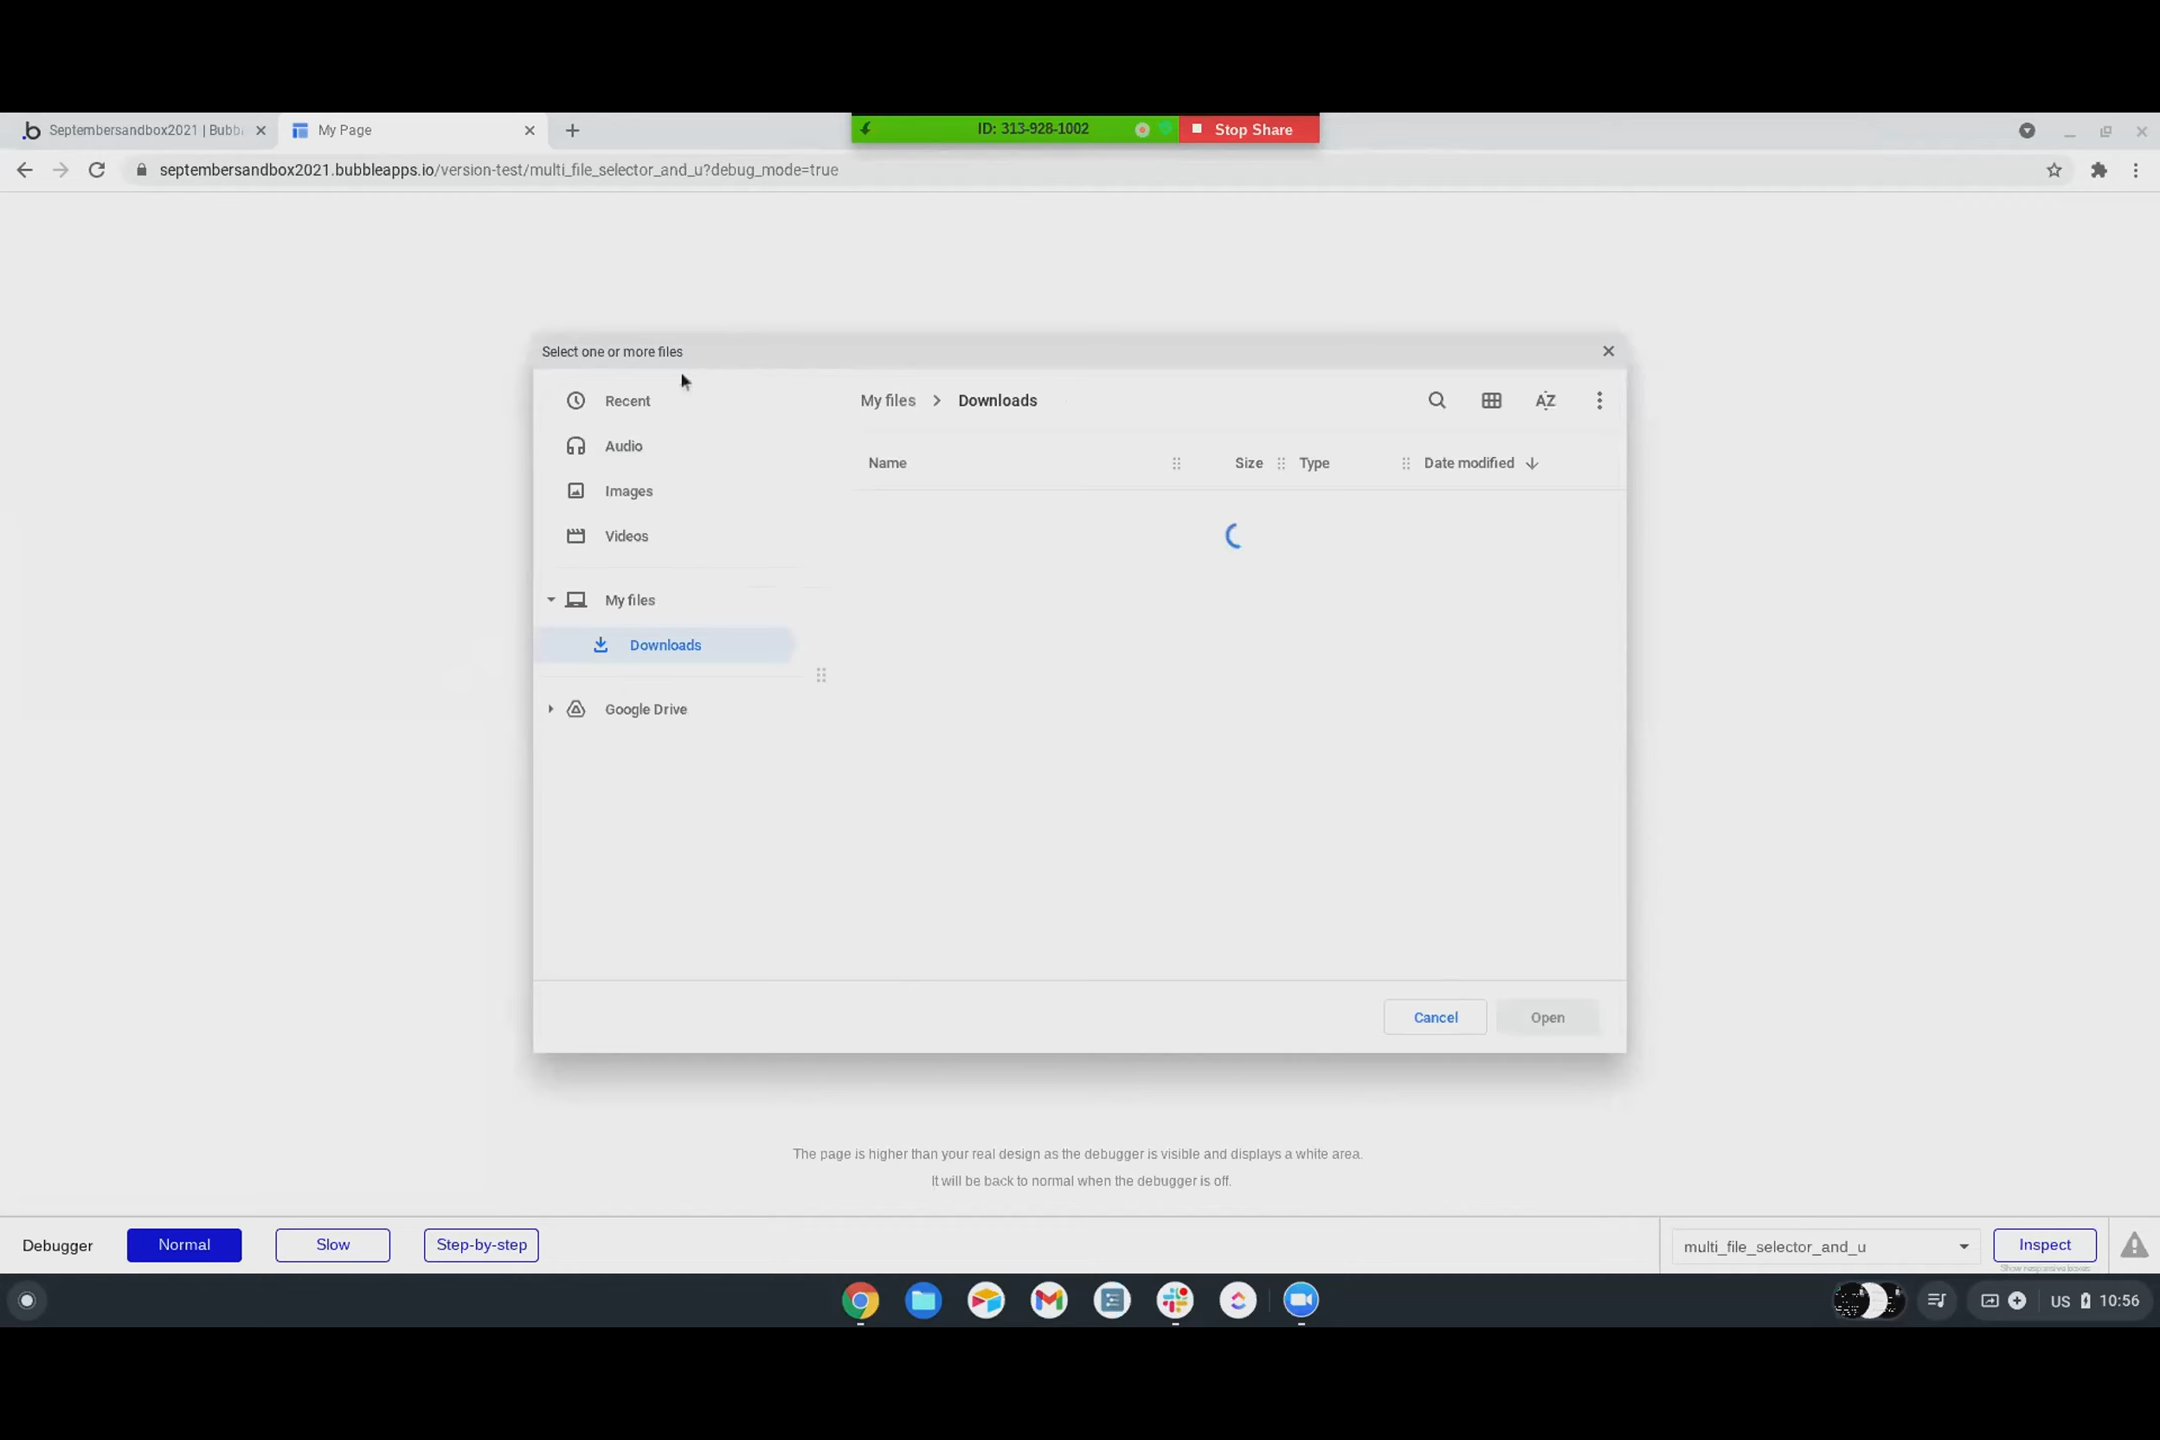 Septembersandbox2021 | Bubb
My Page
ID: 313-928-1002
Stop Share
septembersandbox2021.bubbleapps.io/version-test/multi_file_selector_and_u?debug_mode=true
Select one or more files
Recent
My files
Downloads
AZ
Audio
Name
Size
Type
Date modified
Images
Videos
My files
Downloads
Google Drive
Cancel
Open
The page is higher than your real design as the debugger is visible and displays a white area.
It will be back to normal when the debugger is off.
Debugger
Normal
Slow
Step-by-step
multi_file_selector_and_u
Inspect
Show responsive boxes
US
10:56